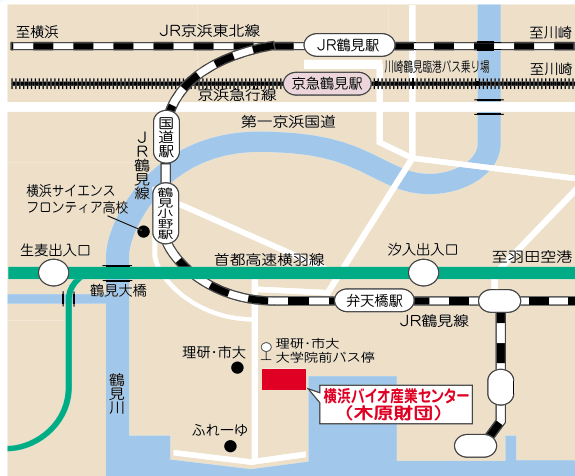 至横浜
JR京浜東北線
JR鶴見駅
至川崎
川崎鶴見臨港バス乗り場
至川崎
京急鶴見駅
京浜急行線
第一京浜国道
国道駅
JR鶴見線
鶴見小野駅
横浜サイエンス
フロンティア高校
生麦出入口
首都高速横羽線
汐入出入口
至羽田空港
鶴見大橋
弁天橋駅
JR鶴見線
理研・市大
大学院前バス停
理研・市大
鶴見川
横浜バイオ産業センター
(木原財団)
ふれーゆ